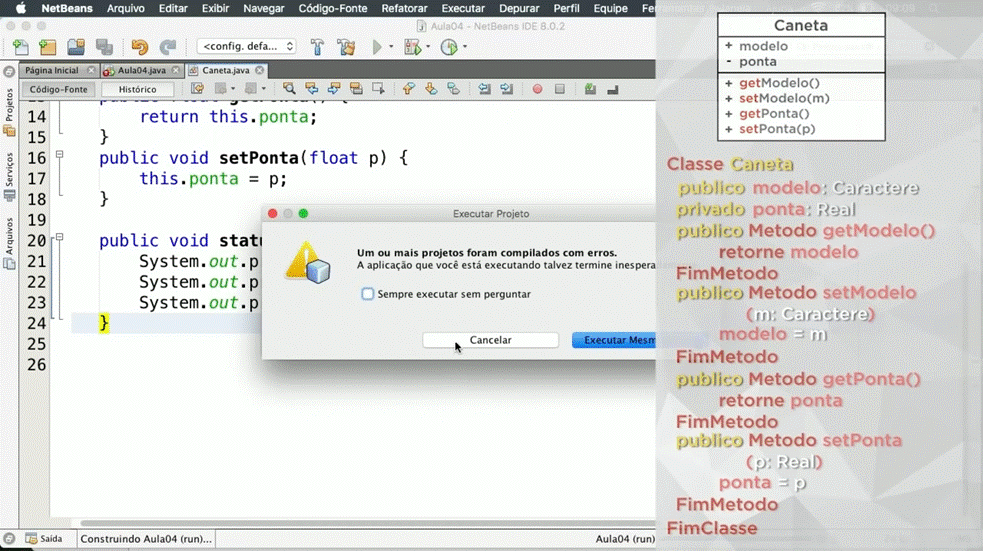 NetBeans Arquivo Editar Exibir Navegar Código-Fonte Refatorar Executar Depurar Perfil Equipe
Aula04 - NetBeans IDE 8.0.2
<config. defa...
Página Inicial Aula04.java Caneta.java
Código-Fonte Histórico
Projetos
Serviços
Arquivos
14 return this.ponta;
15 }
16 public void setPonta(float p) {
17 this.ponta = p;
18 }
19
20 public void statu
21 System.out.p
22 System.out.p
23 System.out.p
24 }
25
26
Executar Projeto
Um ou mais projetos foram compilados com erros.
A aplicação que você está executando talvez termine inespera
Sempre executar sem perguntar
Cancelar Executar Mesm
Saída Construindo Aula04 (run)... Aula04 (run)
Caneta
+ modelo
- ponta
+ getModelo()
+ setModelo(m)
+ getPonta()
+ setPonta(p)
Classe Caneta
publico modelo: Caractere
privado ponta: Real
publico Metodo getModelo()
retorne modelo
FimMetodo
publico Metodo setModelo
(m: Caractere)
modelo = m
FimMetodo
publico Metodo getPonta()
retorne ponta
FimMetodo
publico Metodo setPonta
(p: Real)
ponta = p
FimMetodo
FimClasse